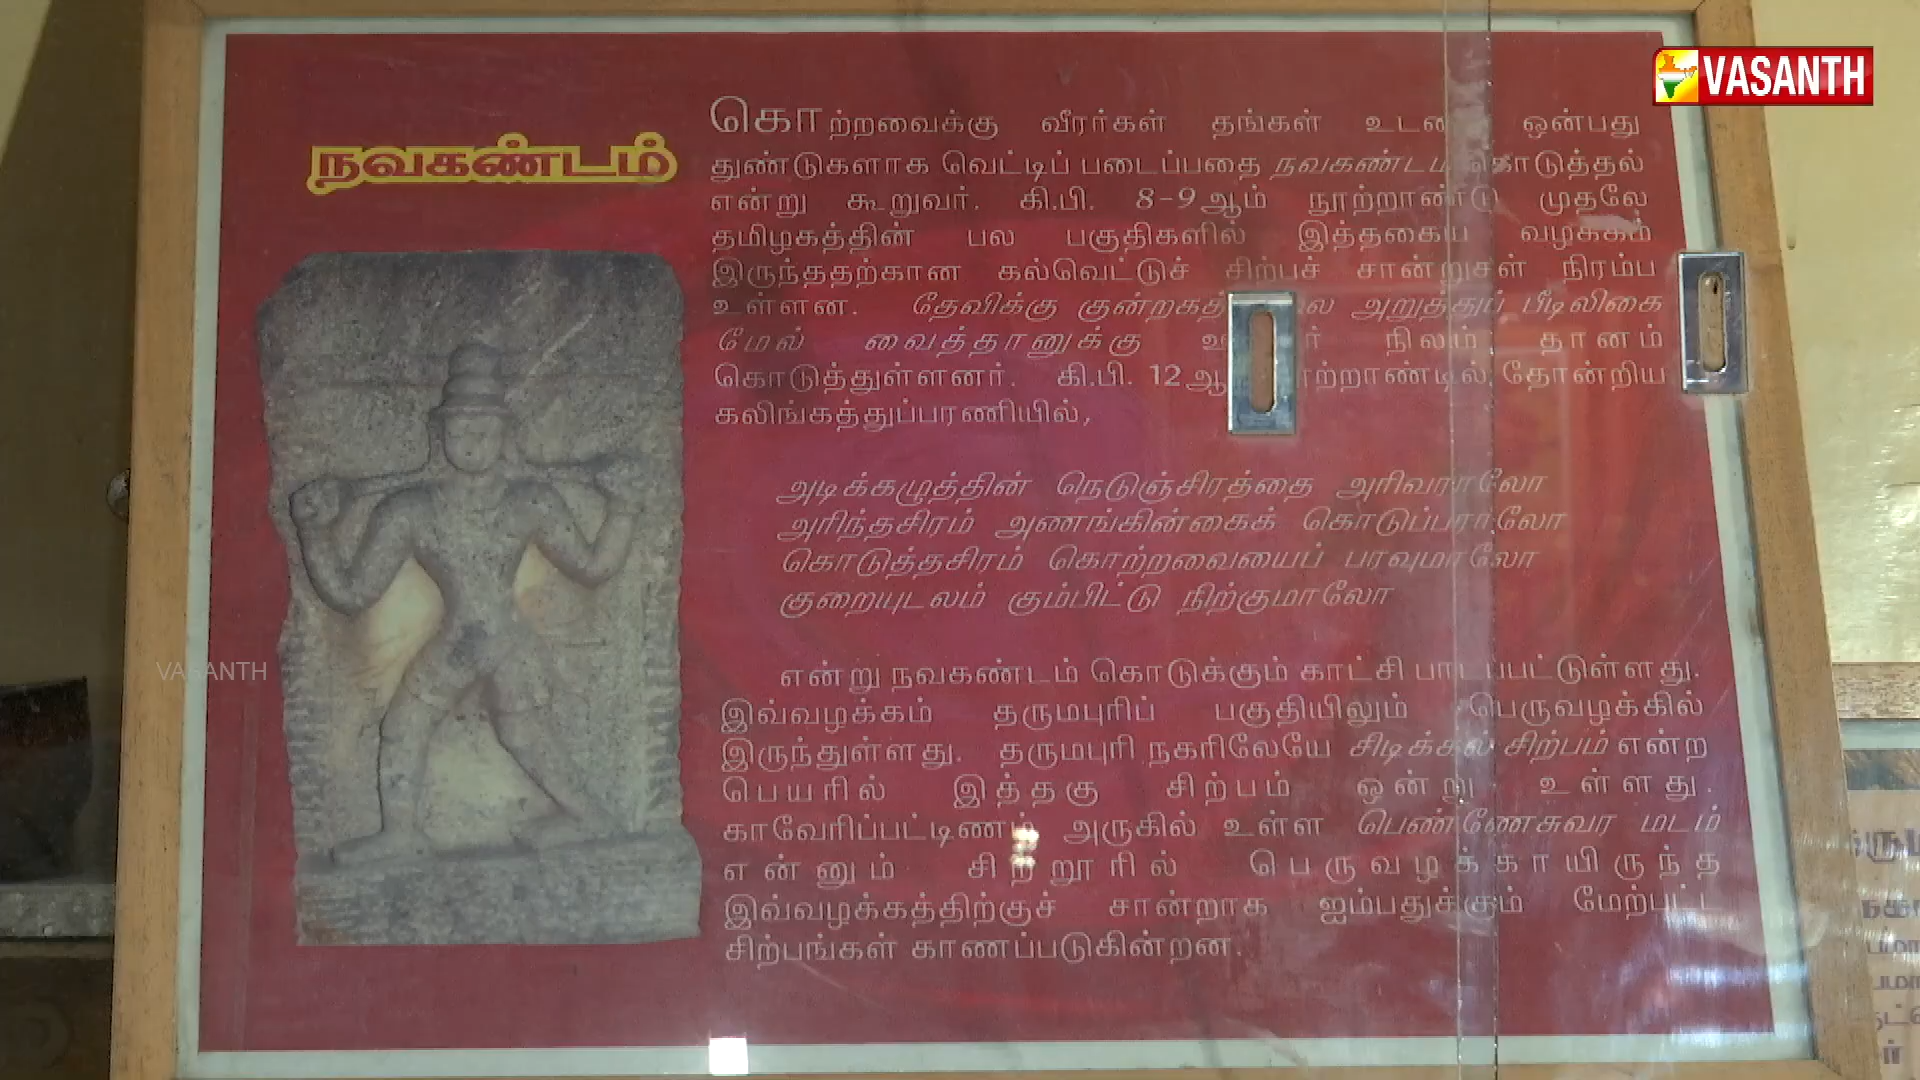 VASANTH
நவகண்டம்
கொற்றவைக்கு வீரர்கள் தங்கள் ஒன்பது
துண்டுகளாக வெட்டிப் படைப்பதை நவகண்டம் கொடுத்தல்
என்று கூறுவர். கி.பி. 8-9ஆம் நூற்றாண்டு முதலே
தமிழகத்தின் பல பகுதிகளில் இத்தகைய வழக்கம்
இருந்ததற்கான கல்வெட்டுச் சிற்பச் சான்றுகள் நிரம்ப
உள்ளன. தேவிக்கு அறுத்துப் பீடிலிகை
மேல் வைத்தானுக்கு நிலம் தானம்
கொடுத்துள்ளனர். கி.பி. தோன்றிய
கலிங்கத்துப்பரணியில்,
அடிக்கழுத்தின் நெடுஞ்சிரத்தை அரிவராலோ
அரிந்தசிரம் அணங்கின்கைக் கொடுப்பராலோ
கொடுத்தசிரம் கொற்றவையைப் பரவுமாலோ
குறையுடலம் கும்பிட்டு நிற்குமாலோ
என்று நவகண்டம் கொடுக்கும் காட்சி பாடப்பட்டுள்ளது.
இவ்வழக்கம் தருமபுரிப் பகுதியிலும் பெருவழக்கில்
இருந்துள்ளது. தருமபுரி நகரிலேயே சிடிக்கல் சிற்பம் என்ற
பெயரில் இத்தகு சிற்பம் ஒன்று உள்ளது.
காவேரிப்பட்டிணம் அருகில் உள்ள பெண்ணேசுவர மடம்
என்னும் சிற்றூரில் பெருவழக்காயிருந்த
இவ்வழக்கத்திற்குச் சான்றாக ஐம்பதுக்கும் மேற்பட்ட
சிற்பங்கள் காணப்படுகின்றன.
VASANTH